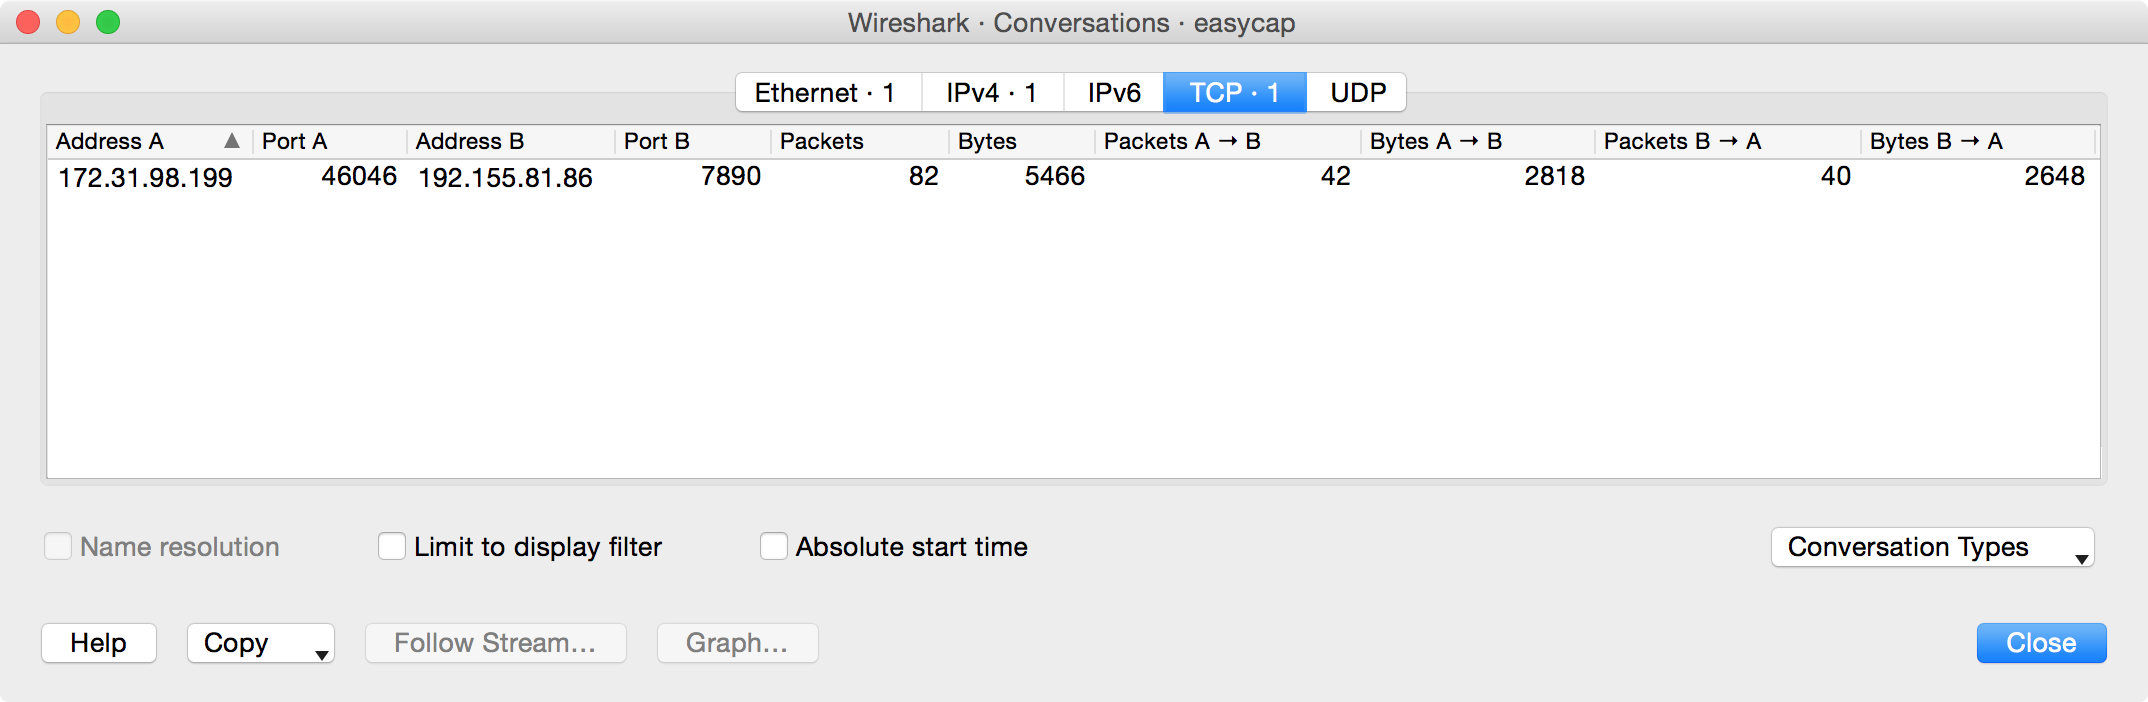 Wireshark · Conversations · easycap
Ethernet · 1 IPv4 · 1 IPv6 TCP · 1 UDP
Address A ▲ Port A Address B Port B Packets Bytes Packets A → B Bytes A → B Packets B → A Bytes B → A
172.31.98.199 46046 192.155.81.86 7890 82 5466 42 2818 40 2648
Name resolution Limit to display filter Absolute start time Conversation Types
Help Copy Follow Stream... Graph... Close